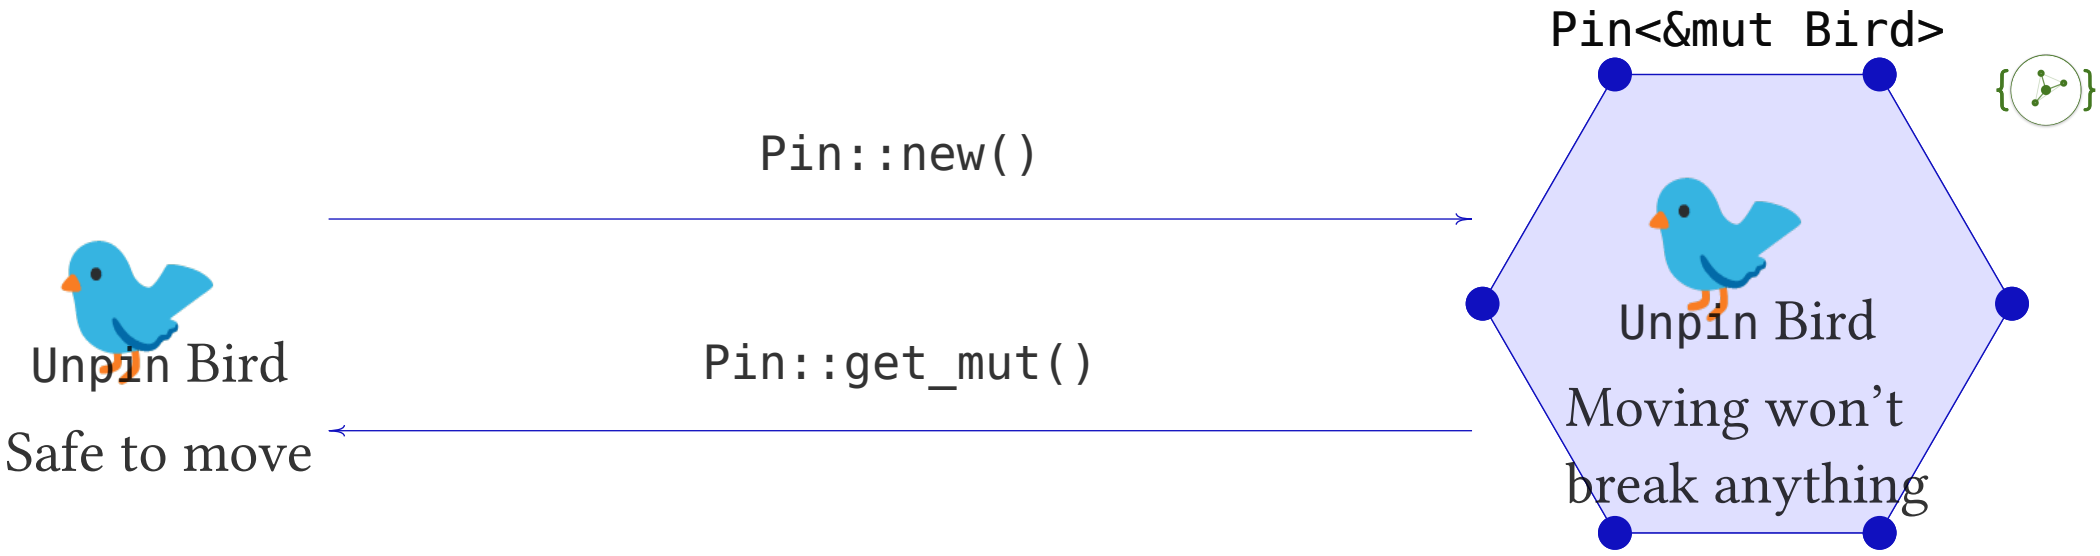 Pin<&mut Bird>
Pin::new()
Unpin Bird
Safe to move
Pin::get_mut()
Unpin Bird
Moving won’t
break anything